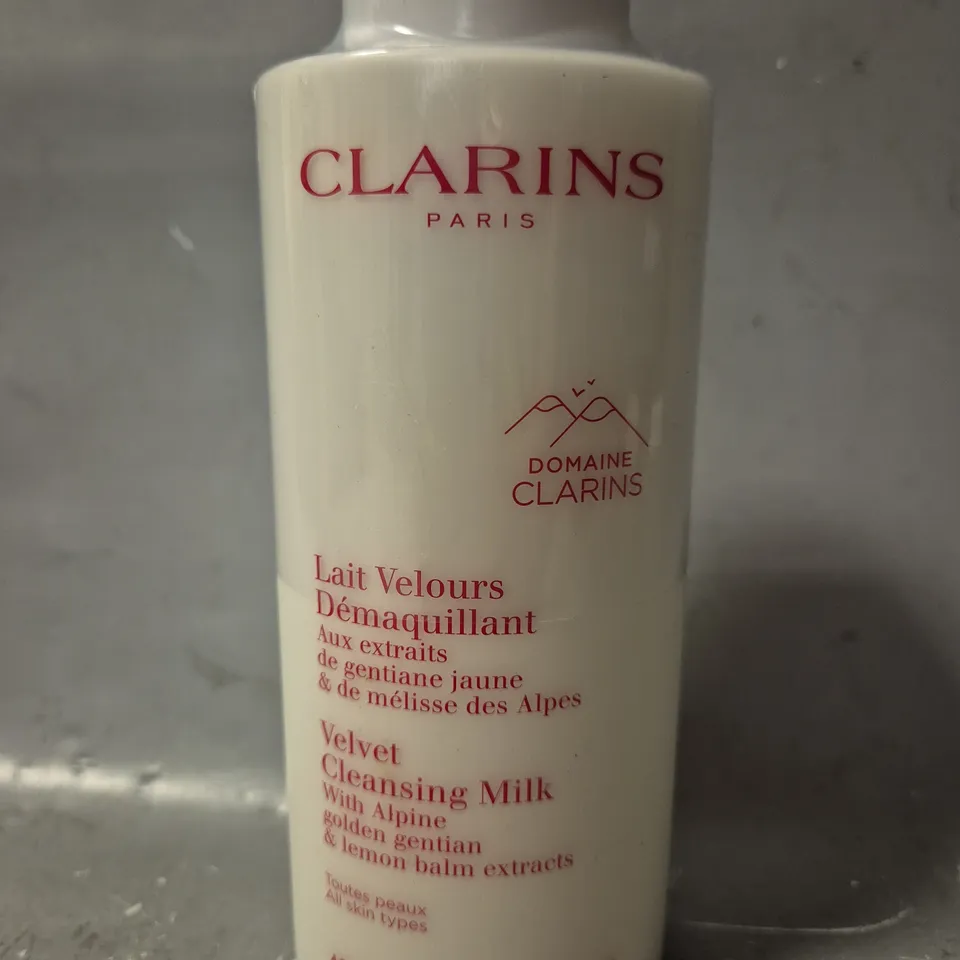 CLARINS
PARIS
DOMAINE
CLARINS
Lait Velours
Démaquillant
Aux extraits
de gentiane jaune
& de mélisse des Alpes
Velvet
Cleansing Milk
With Alpine
golden gentian
& lemon balm extracts
Toutes peaux
All skin types